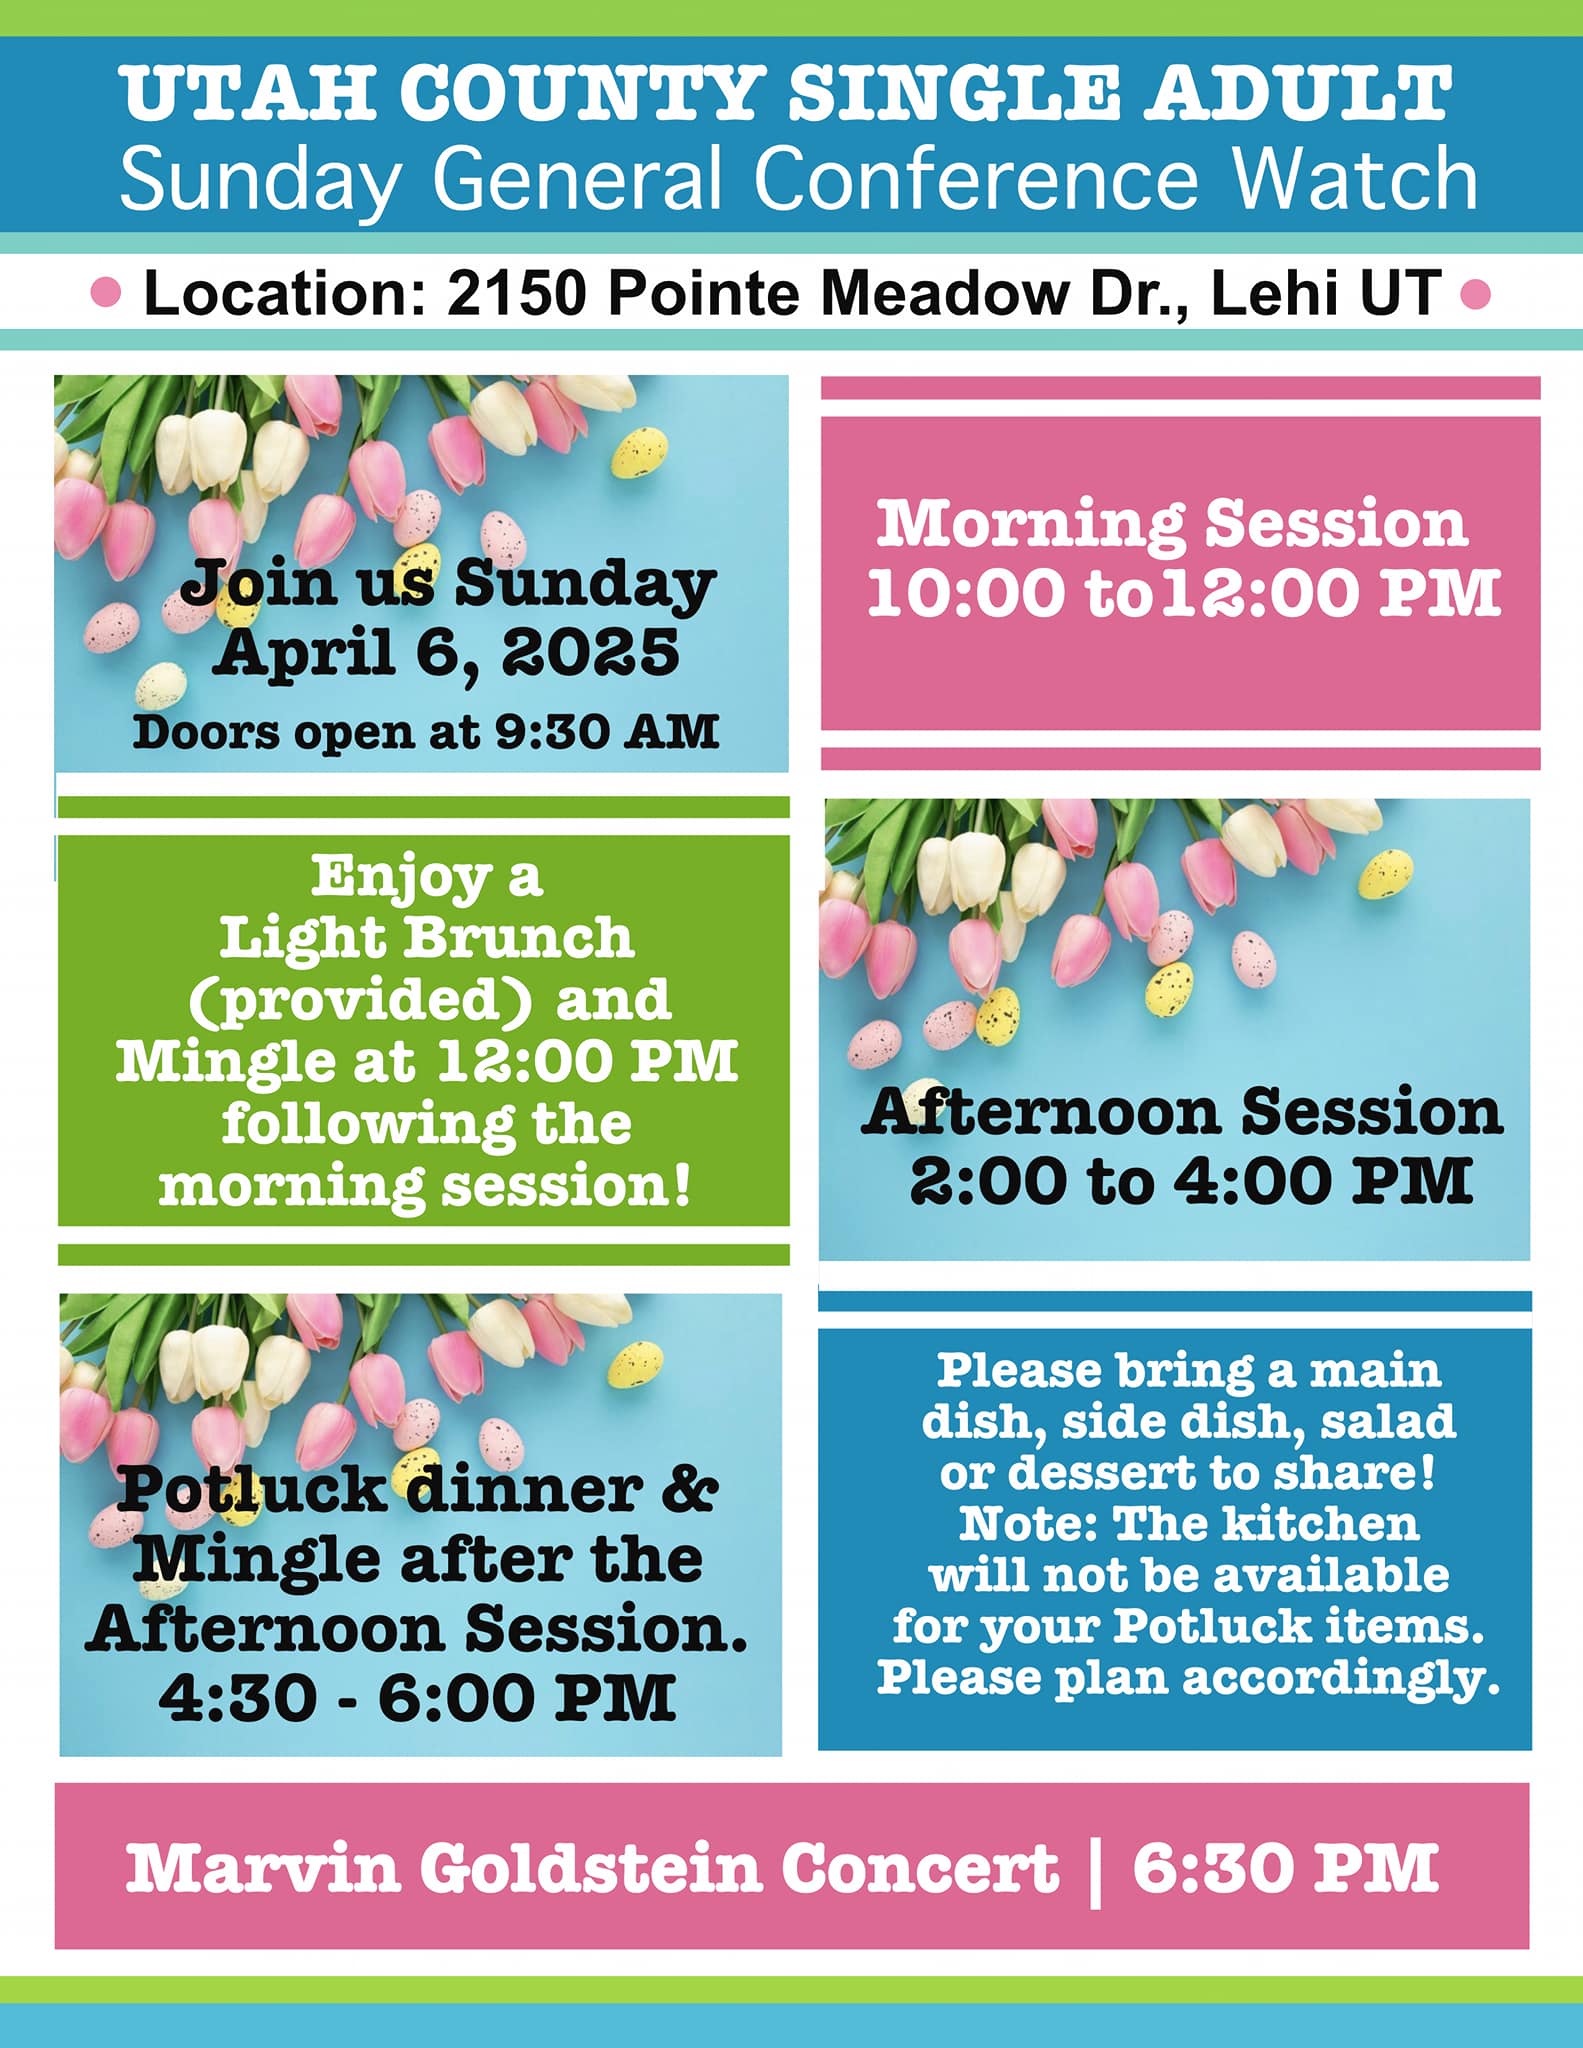 UTAH COUNTY SINGLE ADULT
Sunday General Conference Watch
Location: 2150 Pointe Meadow Dr., Lehi UT
Join us Sunday
April 6, 2025
Doors open at 9:30 AM
Morning Session
10:00 to12:00 PM
Enjoy a
Light Brunch
(provided) and
Mingle at 12:00 PM
following the
morning session!
Afternoon Session
2:00 to 4:00 PM
Potluck dinner &
Mingle after the
Afternoon Session.
4:30 - 6:00 PM
Please bring a main
dish, side dish, salad
or dessert to share!
Note: The kitchen
will not be available
for your Potluck items.
Please plan accordingly.
Marvin Goldstein Concert | 6:30 PM